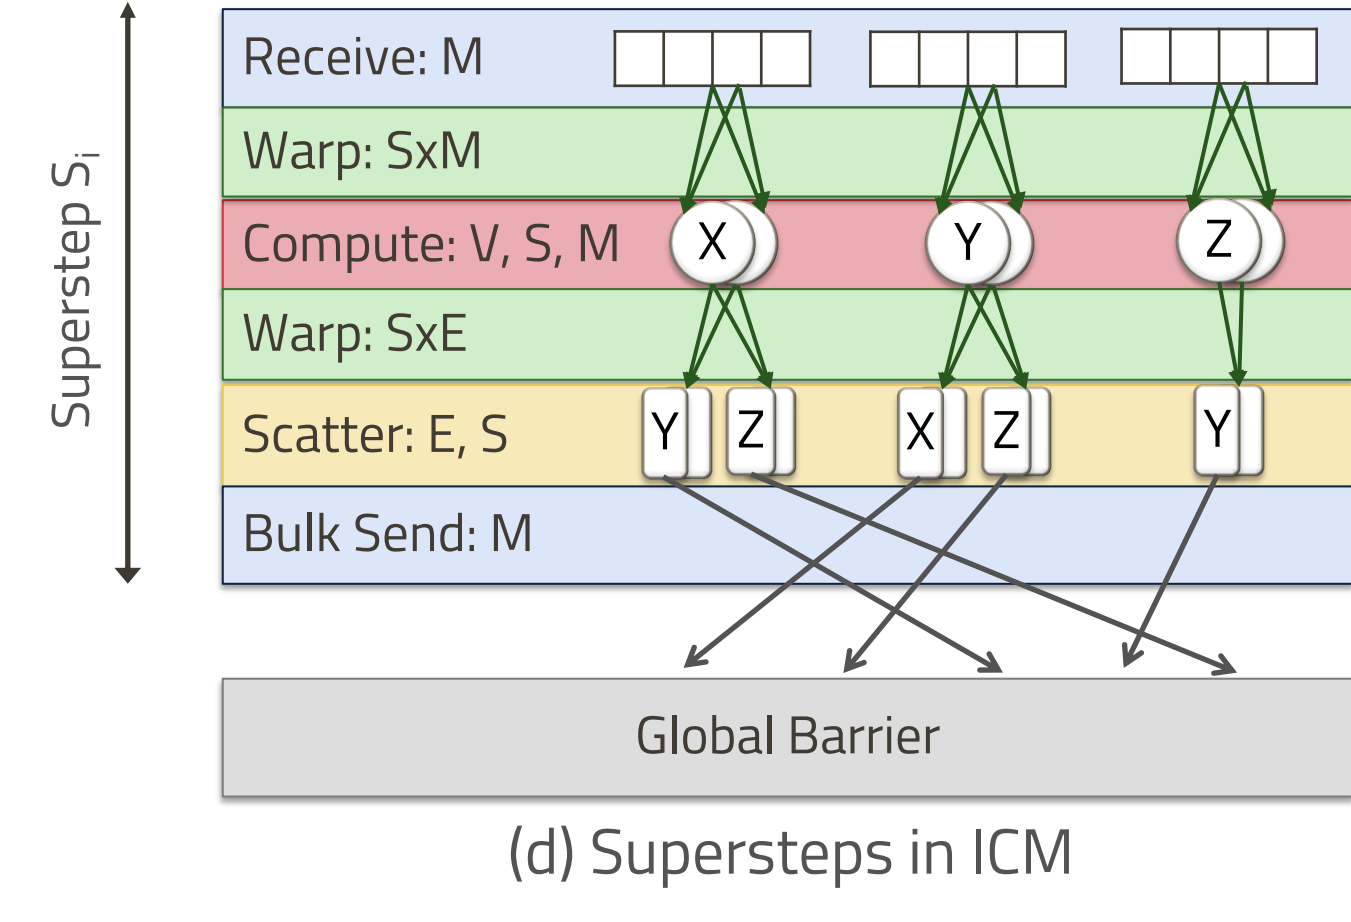 Superstep Si
Receive: M
Warp: SxM
Compute: V, S, M
X
Y
Z
Warp: SxE
Scatter: E, S
Y
Z
X
Z
Y
Bulk Send: M
Global Barrier
(d) Supersteps in ICM